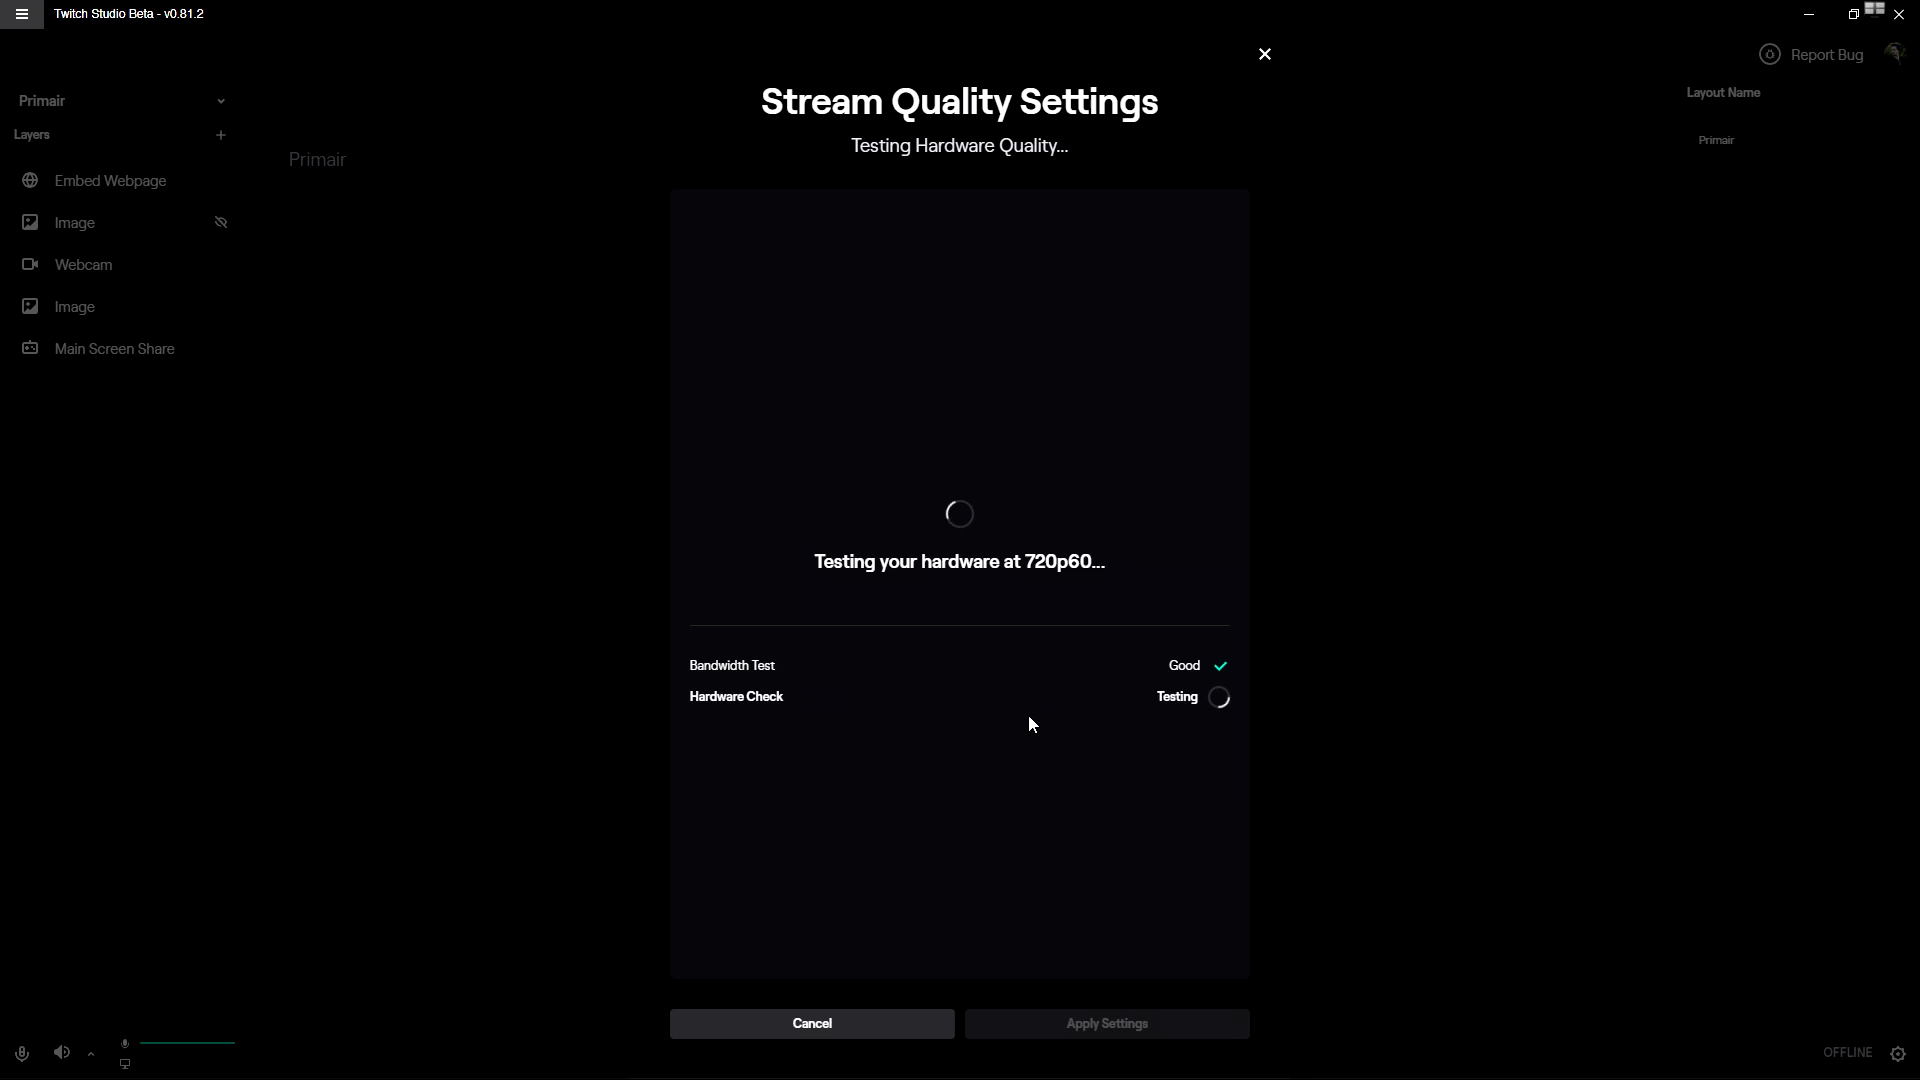 Twitch Studio Beta - v0.81.2
Report Bug
Stream Quality Settings
Testing Hardware Quality...
Primair
Layers
Embed Webpage
Image
Webcam
Image
Main Screen Share
Primair
Layout Name
Primair
Testing your hardware at 720p60...
Bandwidth Test Good
Hardware Check Testing
Cancel Apply Settings
OFFLINE